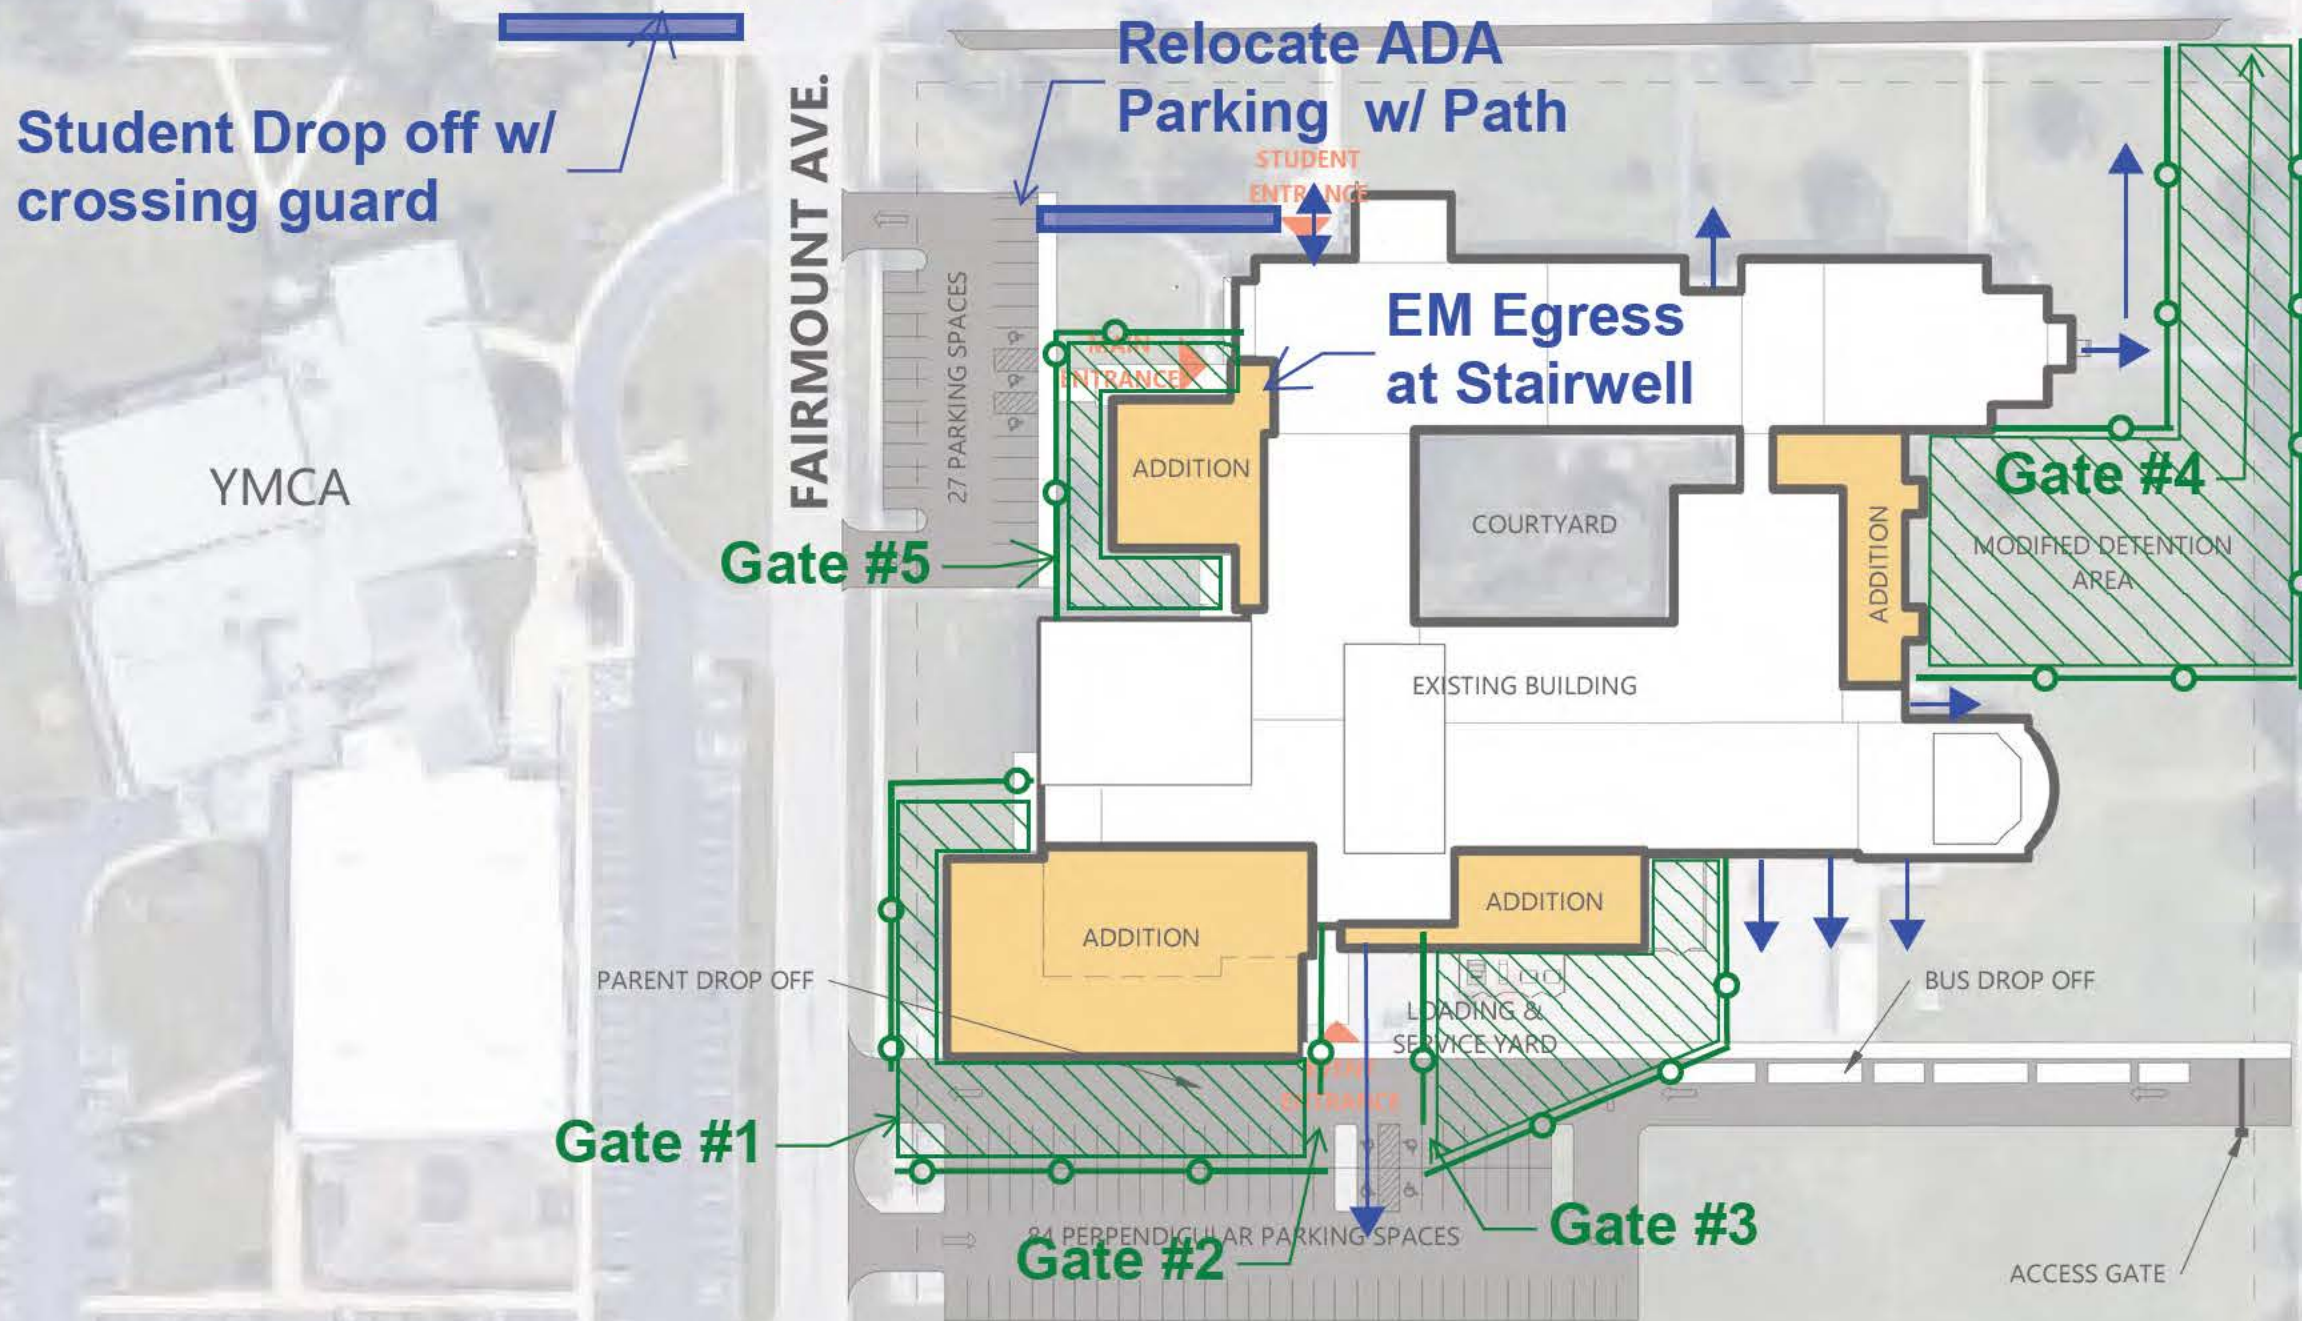 Relocate ADA
Parking w/ Path
Student Drop off w/
crossing guard
FAIRMOUNT AVE.
STUDENT
ENTRANCE
27 PARKING SPACES
MAIN
ENTRANCE
EM Egress
at Stairwell
YMCA
ADDITION
COURTYARD
ADDITION
Gate #4
MODIFIED DETENTION
AREA
Gate #5
EXISTING BUILDING
ADDITION
ADDITION
PARENT DROP OFF
LOADING &
SERVICE YARD
BUS DROP OFF
ENTRANCE
Gate #1
Gate #2
84 PERPENDICULAR PARKING SPACES
Gate #3
ACCESS GATE